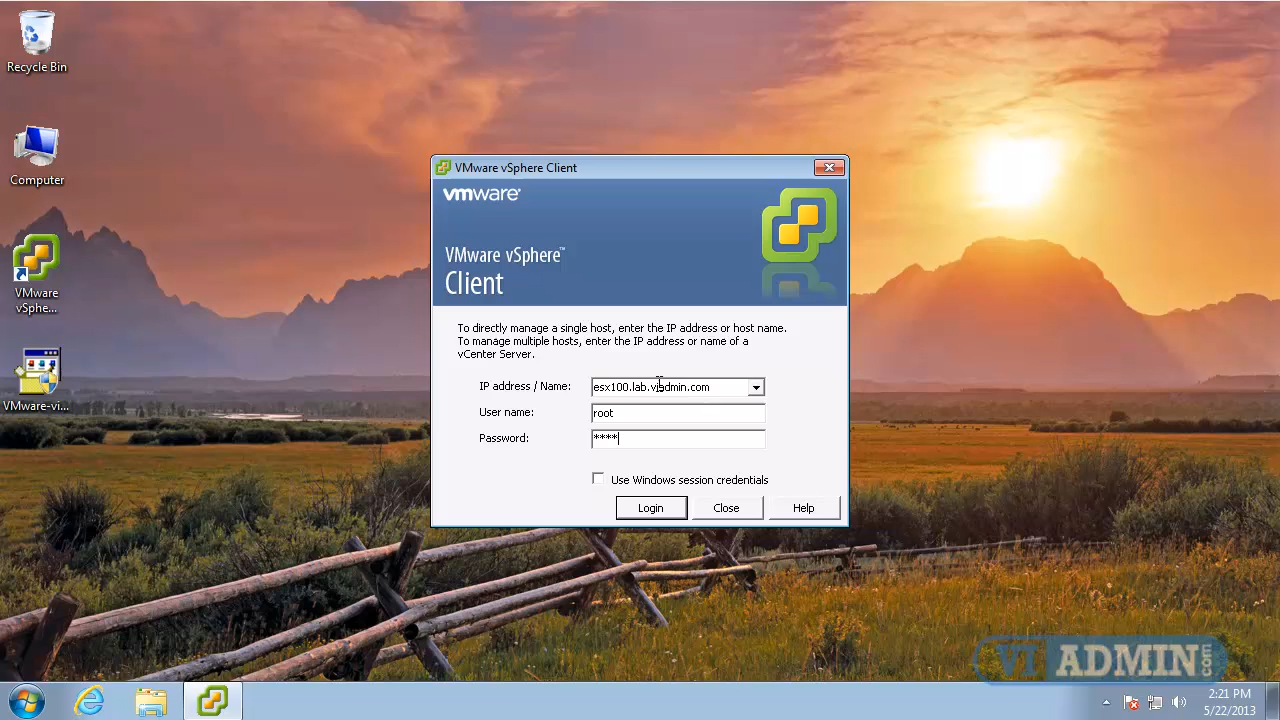 Recycle Bin
Computer
VMware
vSphe...
VMware-vi...
VMware vSphere Client
vmware®
VMware vSphere™
Client
To directly manage a single host, enter the IP address or host name.
To manage multiple hosts, enter the IP address or name of a
vCenter Server.
IP address / Name:
esx100.lab.viadmin.com
User name:
root
Password:
****
Use Windows session credentials
Login
Close
Help
VI ADMIN.com
2:21 PM
5/22/2013